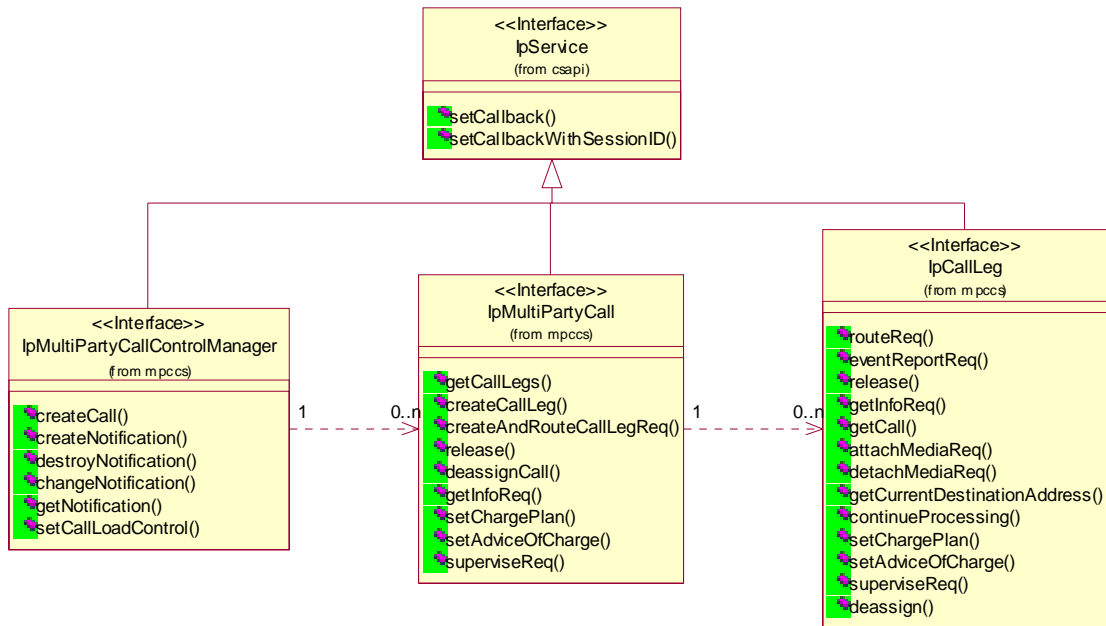 <<Interface>>
IpService
(from csapi)
setCallback()
setCallbackWithSessionID()
<<Interface>>
IpMultiPartyCallControlManager
(from mpccs)
createCall()
createNotification()
destroyNotification()
changeNotification()
getNotification()
setCallLoadControl()
1
0..n
<<Interface>>
IpMultiPartyCall
(from mpccs)
getCallLegs()
createCallLeg()
createAndRouteCallLegReq()
release()
deassignCall()
getInfoReq()
setChargePlan()
setAdviceOfCharge()
superviseReq()
1
0..n
<<Interface>>
IpCallLeg
(from mpccs)
routeReq()
eventReportReq()
release()
getInfoReq()
getCall()
attachMediaReq()
detachMediaReq()
getCurrentDestinationAddress()
continueProcessing()
setChargePlan()
setAdviceOfCharge()
superviseReq()
deassign()